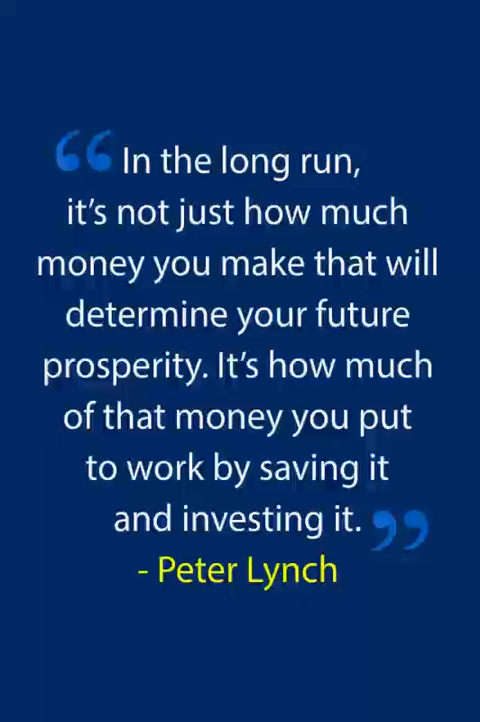 “ In the long run,
it’s not just how much
money you make that will
determine your future
prosperity. It’s how much
of that money you put
to work by saving it
and investing it. ”
- Peter Lynch